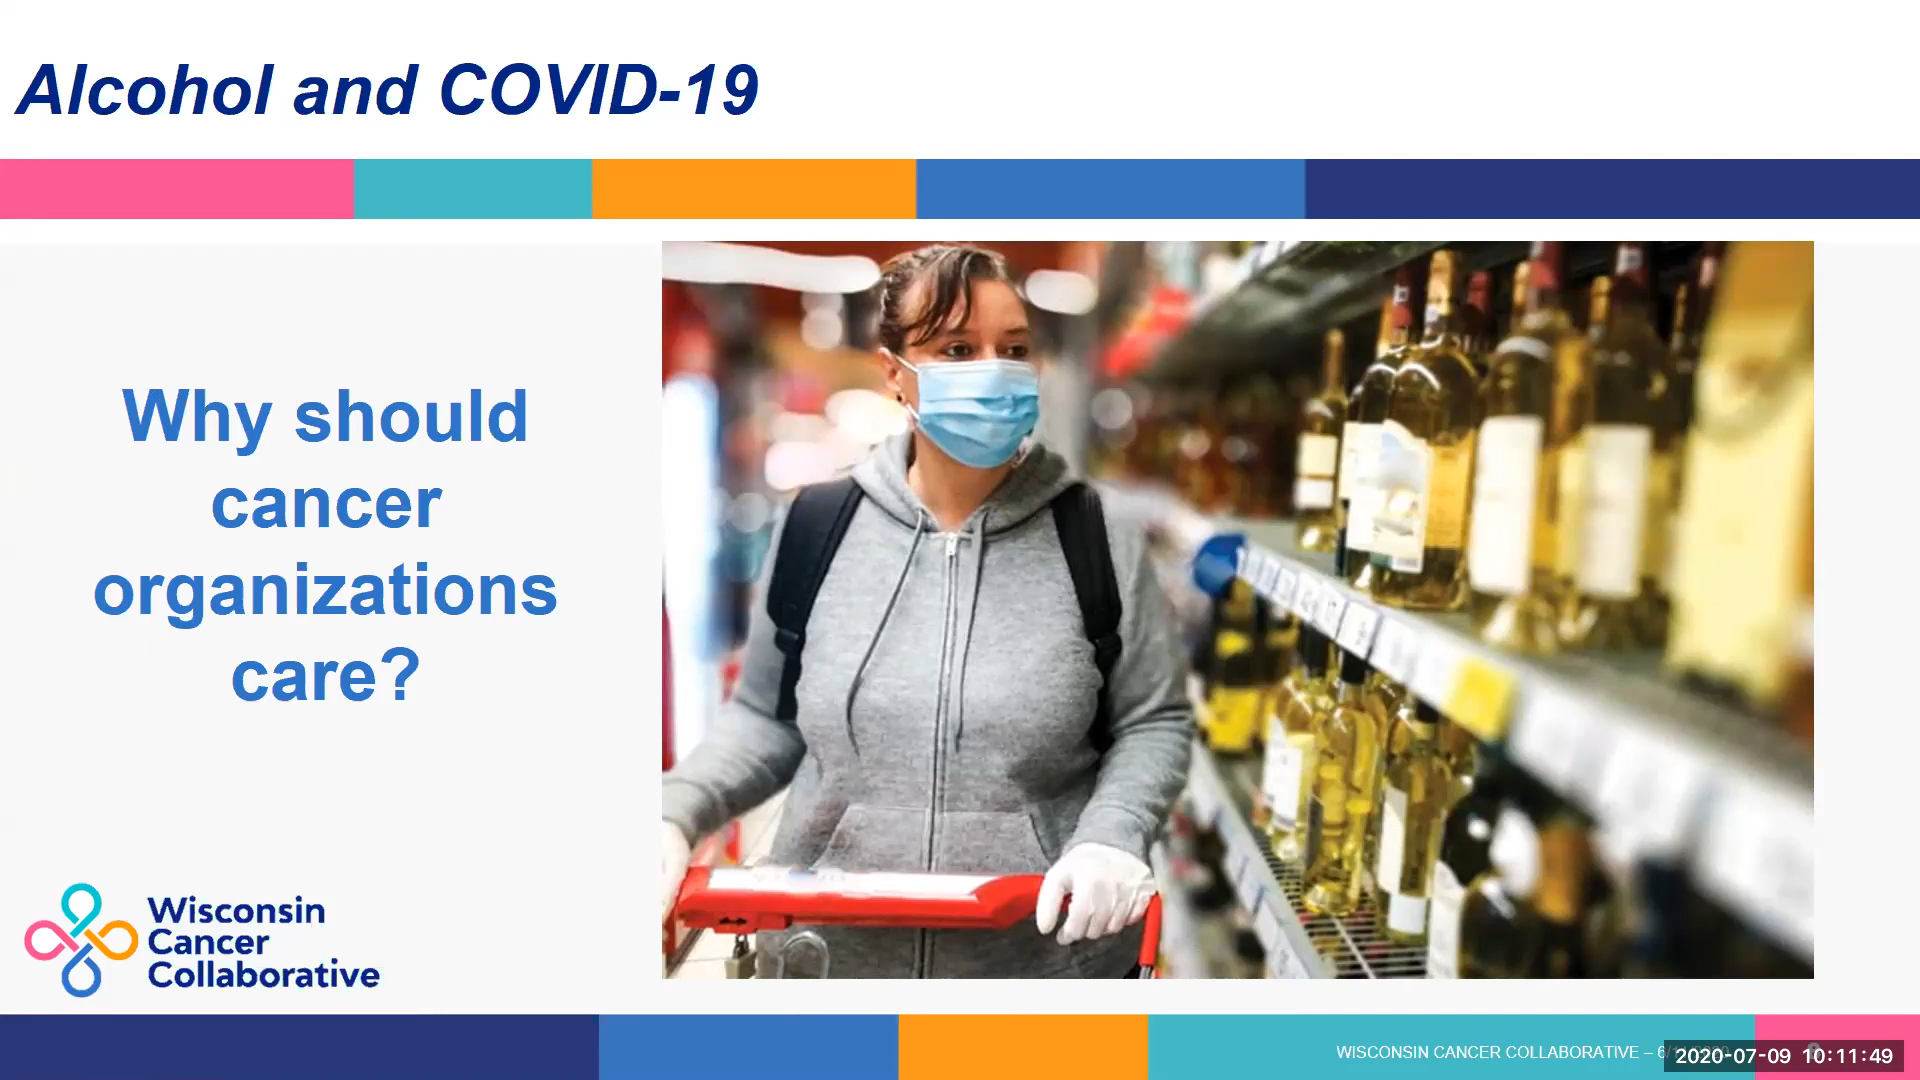 Alcohol and COVID-19
Why should
cancer
organizations
care?
Wisconsin
Cancer
Collaborative
WISCONSIN CANCER COLLABORATIVE –
2020-07-09 10:11:49